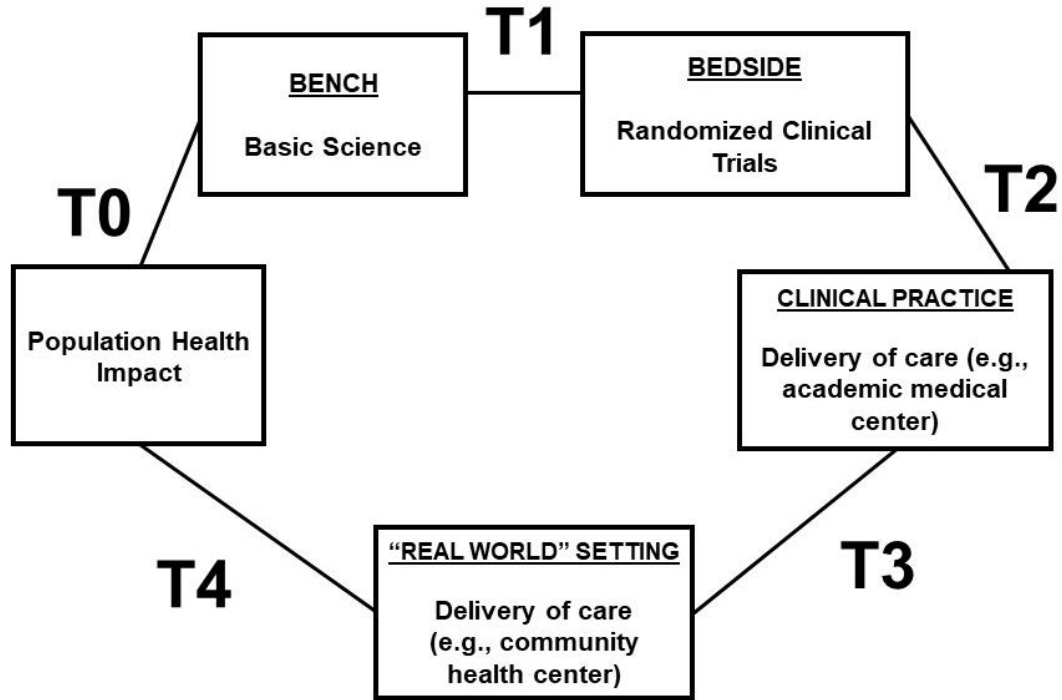 T1
BENCH
Basic Science
BEDSIDE
Randomized Clinical
Trials
T0
T2
Population Health
Impact
CLINICAL PRACTICE
Delivery of care (e.g.,
academic medical
center)
T4
“REAL WORLD” SETTING
Delivery of care
(e.g., community
health center)
T3